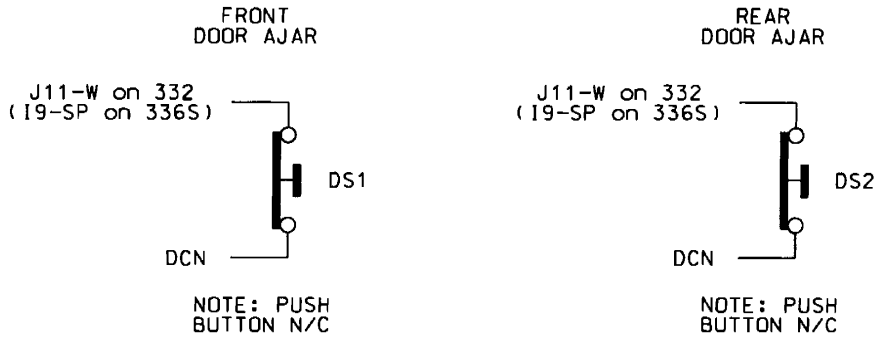 FRONT
DOOR AJAR
J11-W on 332
(I9-SP on 336S)
DS1
DCN
NOTE: PUSH
BUTTON N/C
REAR
DOOR AJAR
J11-W on 332
(I9-SP on 336S)
DS2
DCN
NOTE: PUSH
BUTTON N/C